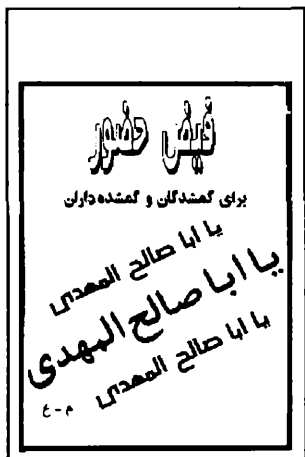 فیض حضور
برای گمشدگان و گمشده‌داران
یا ابا صالح المهدی
یا ابا صالح المهدی
یا ابا صالح المهدی
م - ع